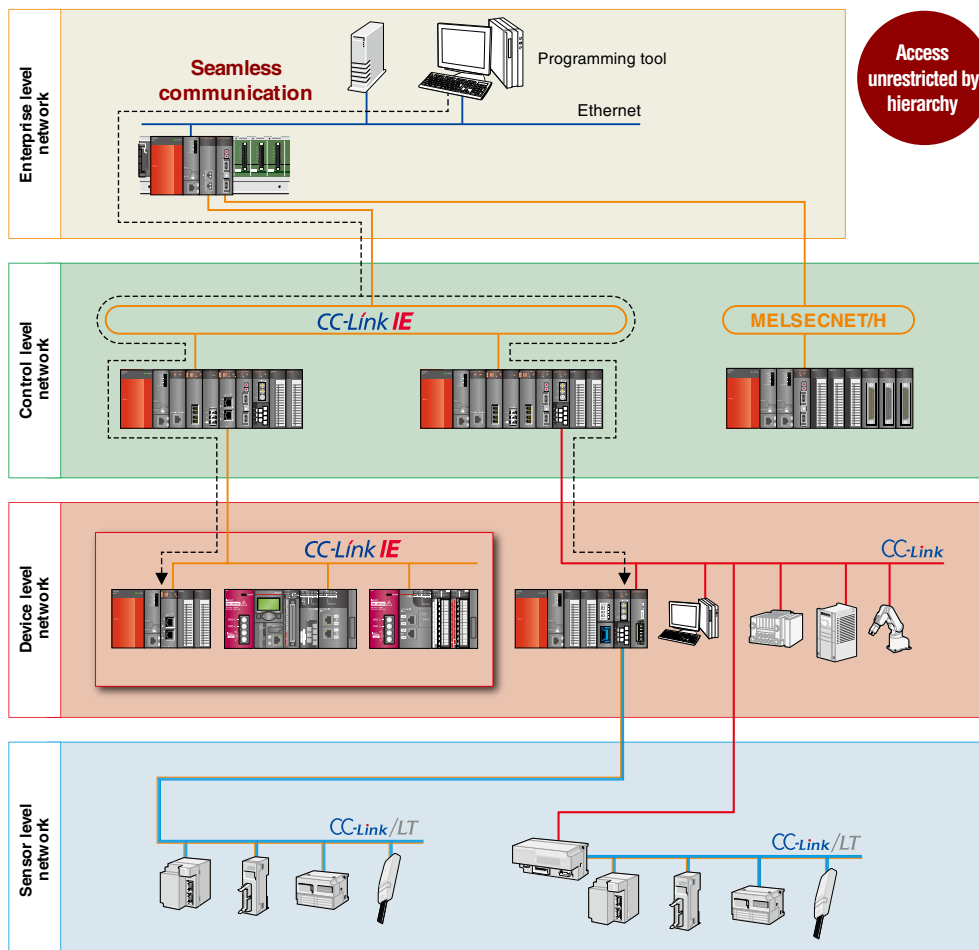 Enterprise level
network
Seamless
communication
Programming tool
Ethernet
Access
unrestricted by
hierarchy
Control level
network
CC-Link IE
MELSECNET/H
Device level
network
CC-Link IE
CC-Link
Sensor level
network
CC-Link/LT
CC-Link/LT